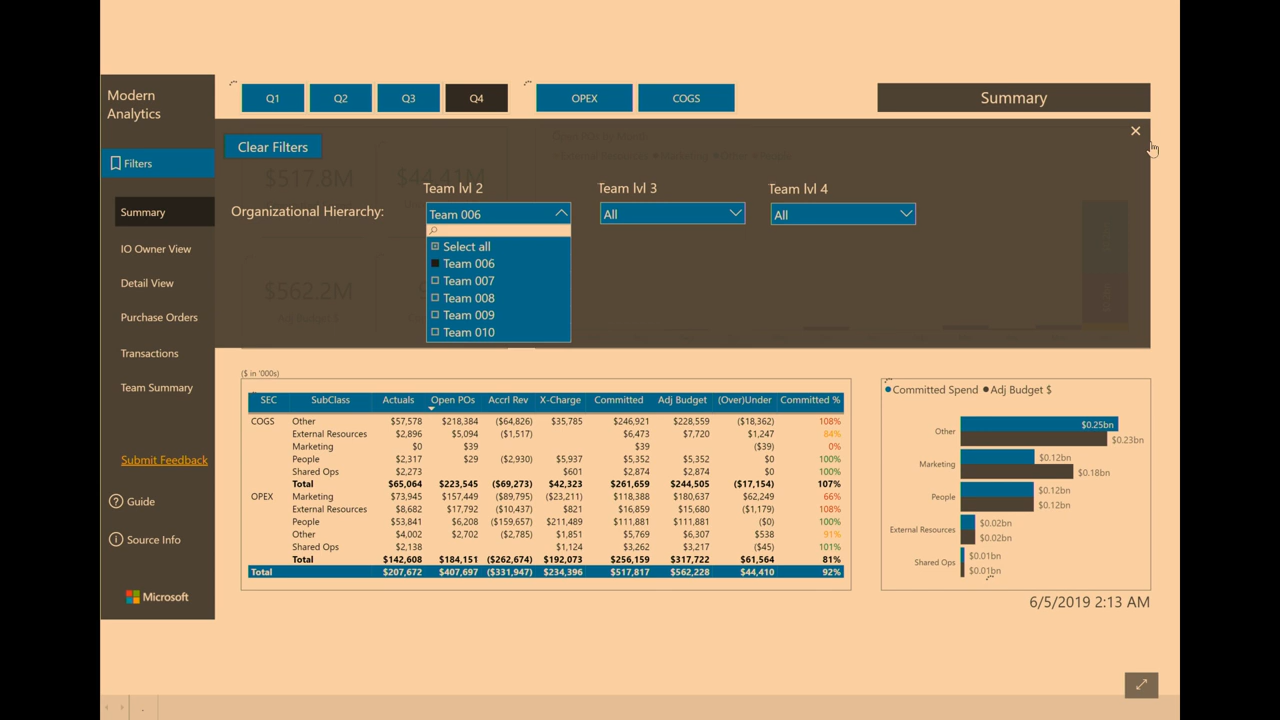 Modern
Analytics
Filters
Summary
IO Owner View
Detail View
Purchase Orders
Transactions
Team Summary
Submit Feedback
Guide
Source Info
Microsoft
Q1 Q2 Q3 Q4 OPEX COGS Summary
Clear Filters
$517.8M
$562.2M
Team lvl 2 Team lvl 3 Team lvl 4
Organizational Hierarchy: Team 006 All All
Select all
Team 006
Team 007
Team 008
Team 009
Team 010
($ in '000s)
SEC SubClass Actuals Open POs Accrl Rev X-Charge Committed Adj Budget (Over)Under Committed %
COGS Other $57,578 $218,384 ($64,826) $35,785 $246,921 $228,559 ($18,362) 108%
External Resources $2,896 $5,094 ($1,517) $6,473 $7,720 $1,247 84%
Marketing $0 $39 $39 ($39) 0%
People $2,317 $29 ($2,930) $5,937 $5,352 $5,352 $0 100%
Shared Ops $2,273 $601 $2,874 $2,874 $0 100%
Total $65,064 $223,545 ($69,273) $42,323 $261,659 $244,505 ($17,154) 107%
OPEX Marketing $73,945 $157,449 ($89,795) ($23,211) $118,388 $180,637 $62,249 66%
External Resources $8,682 $17,792 ($10,437) $821 $16,859 $15,680 ($1,179) 108%
People $53,841 $6,208 ($159,657) $211,489 $111,881 $111,881 ($0) 100%
Other $4,002 $2,702 ($2,785) $1,851 $5,769 $6,307 $538 91%
Shared Ops $2,138 $1,124 $3,262 $3,217 ($45) 101%
Total $142,608 $184,151 ($262,674) $192,073 $256,159 $317,722 $61,564 81%
Total $207,672 $407,697 ($331,947) $234,396 $517,817 $562,228 $44,410 92%
Committed Spend Adj Budget $
Other $0.25bn
$0.23bn
Marketing $0.12bn
$0.18bn
People $0.12bn
$0.12bn
External Resources $0.02bn
$0.02bn
Shared Ops $0.01bn
$0.01bn
6/5/2019 2:13 AM